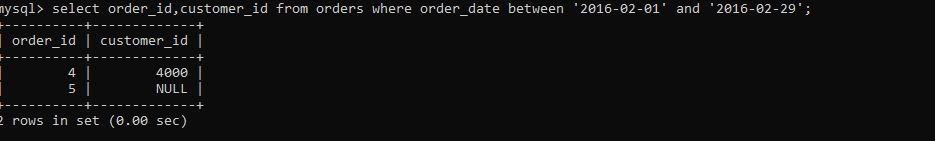 mysql> select order_id,customer_id from orders where order_date between '2016-02-01' and '2016-02-29';
+----------+-------------+
| order_id | customer_id |
+----------+-------------+
|        4 |        4000 |
|        5 |        NULL |
+----------+-------------+
2 rows in set (0.00 sec)